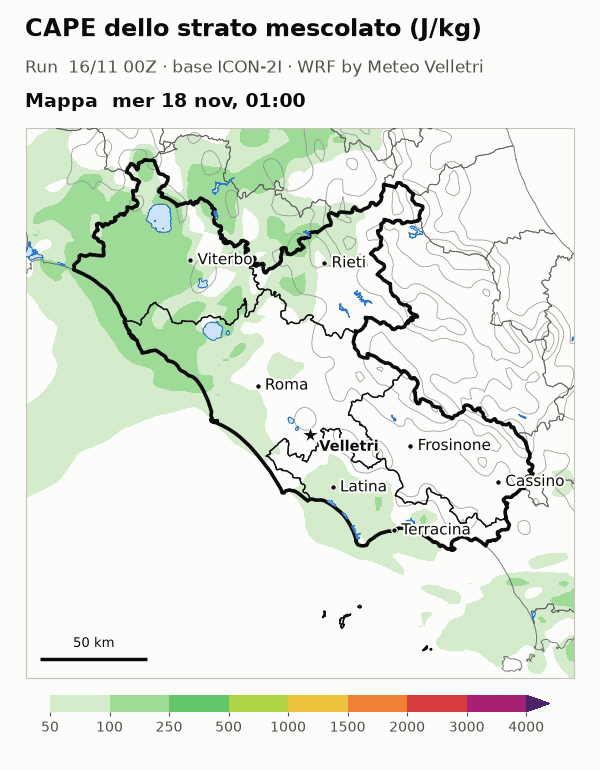 CAPE dello strato mescolato (J/kg)
Run 16/11 00Z · base ICON-2I · WRF by Meteo Velletri
Mappa mer 18 nov, 01:00
Viterbo
Rieti
Roma
Velletri
Frosinone
Latina
Cassino
Terracina
50 km
50 100 250 500 1000 1500 2000 3000 4000